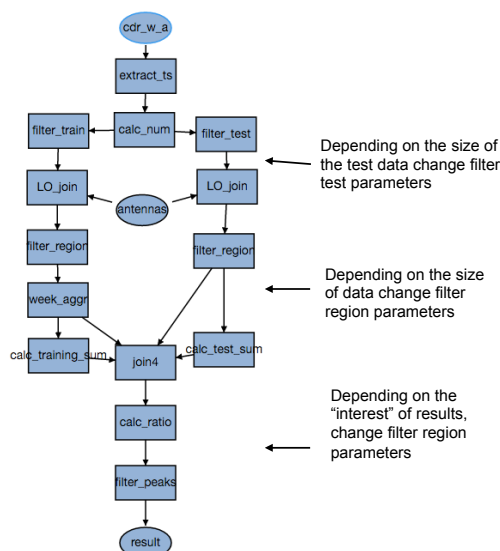 cdr_w_a
extract_ts
filter_train
calc_num
filter_test
Depending on the size of
the test data change filter
test parameters
LO_join
antennas
LO_join
filter_region
filter_region
Depending on the size
of data change filter
region parameters
week_aggr
calc_training_sum
join4
calc_test_sum
Depending on the
“interest” of results,
change filter region
parameters
calc_ratio
filter_peaks
result